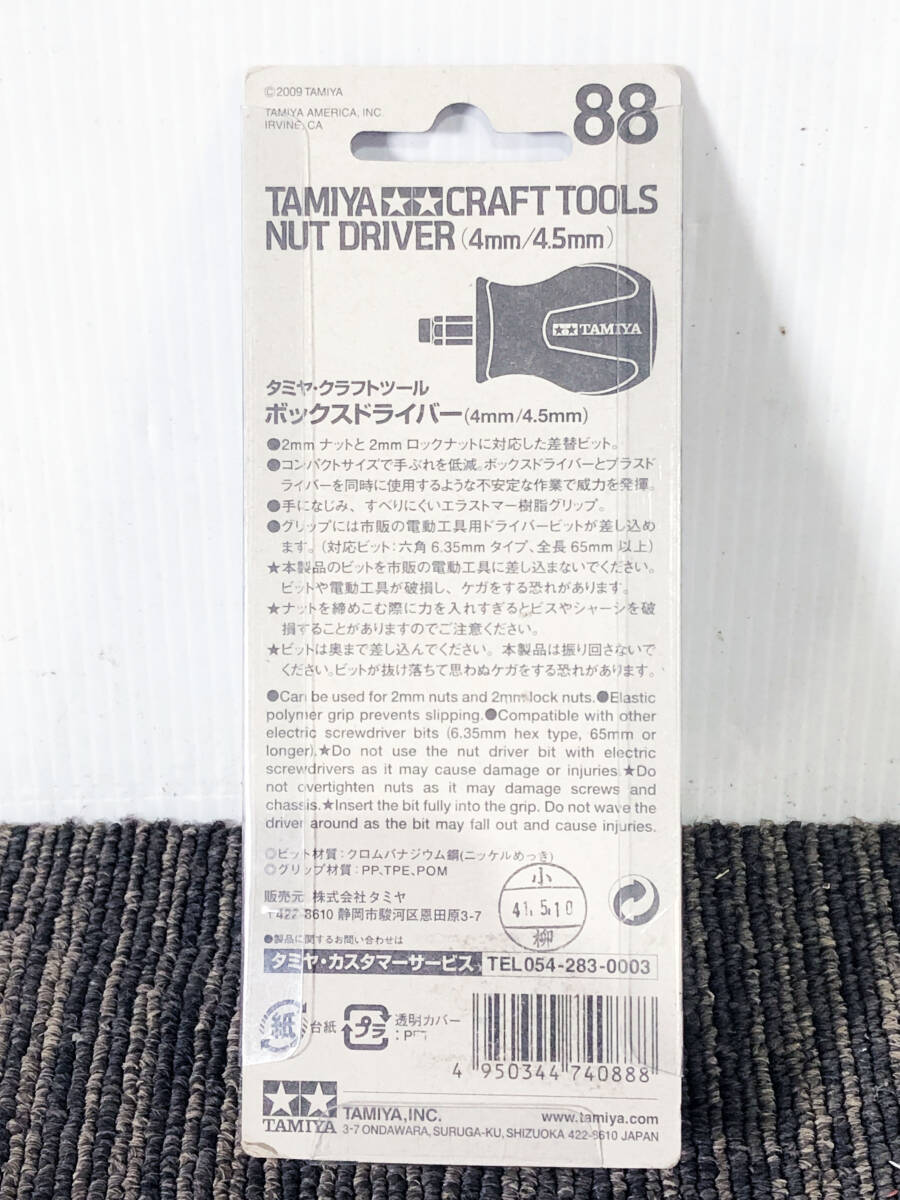 ©2009 TAMIYA
TAMIYA AMERICA, INC.
IRVINE, CA
88
TAMIYA CRAFT TOOLS
NUT DRIVER (4mm/4.5mm)
TAMIYA
タミヤ・クラフトツール
ボックスドライバー(4mm/4.5mm)
●2mm ナットと 2mm ロックナットに対応した差替ビット。
●コンパクトサイズで手ぶれを低減。ボックスドライバーとプラスド
ライバーを同時に使用するような不安定な作業で威力を発揮。
●手になじみ、すべりにくいエラストマー樹脂グリップ。
●グリップには市販の電動工具用ドライバービットが差し込め
ます。(対応ビット:六角 6.35mm タイプ、全長 65mm 以上)
★本製品のビットを市販の電動工具に差し込まないでください。
ビットや電動工具が破損し、ケガをする恐れがあります。
★ナットを締めこむ際に力を入れすぎるとビスやシャーシを破
損することがありますのでご注意ください。
★ビットは奥まで差し込んでください。本製品は振り回さないで
ください。ビットが抜け落ちて思わぬケガをする恐れがあります。
●Can be used for 2mm nuts and 2mm lock nuts.●Elastic
polymer grip prevents slipping.●Compatible with other
electric screwdriver bits (6.35mm hex type, 65mm or
longer).★Do not use the nut driver bit with electric
screwdrivers as it may cause damage or injuries.★Do
not overtighten nuts as it may damage screws and
chassis.★Insert the bit fully into the grip. Do not wave the
driver around as the bit may fall out and cause injuries.
◎ビット材質:クロムバナジウム鋼(ニッケルめっき)
◎グリップ材質:PP,TPE,POM
販売元 株式会社タミヤ
〒422-8610 静岡市駿河区恩田原3-7
小
41.5.10
柳
●製品に関するお問い合わせは
タミヤ・カスタマーサービス TEL 054-283-0003
紙 台紙
プラ 透明カバー
:PET
4 950344 740888
TAMIYA
TAMIYA, INC.
www.tamiya.com
3-7 ONDAWARA, SURUGA-KU, SHIZUOKA 422-8610 JAPAN